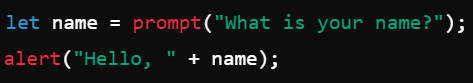 let name = prompt("What is your name?");
alert("Hello, " + name);